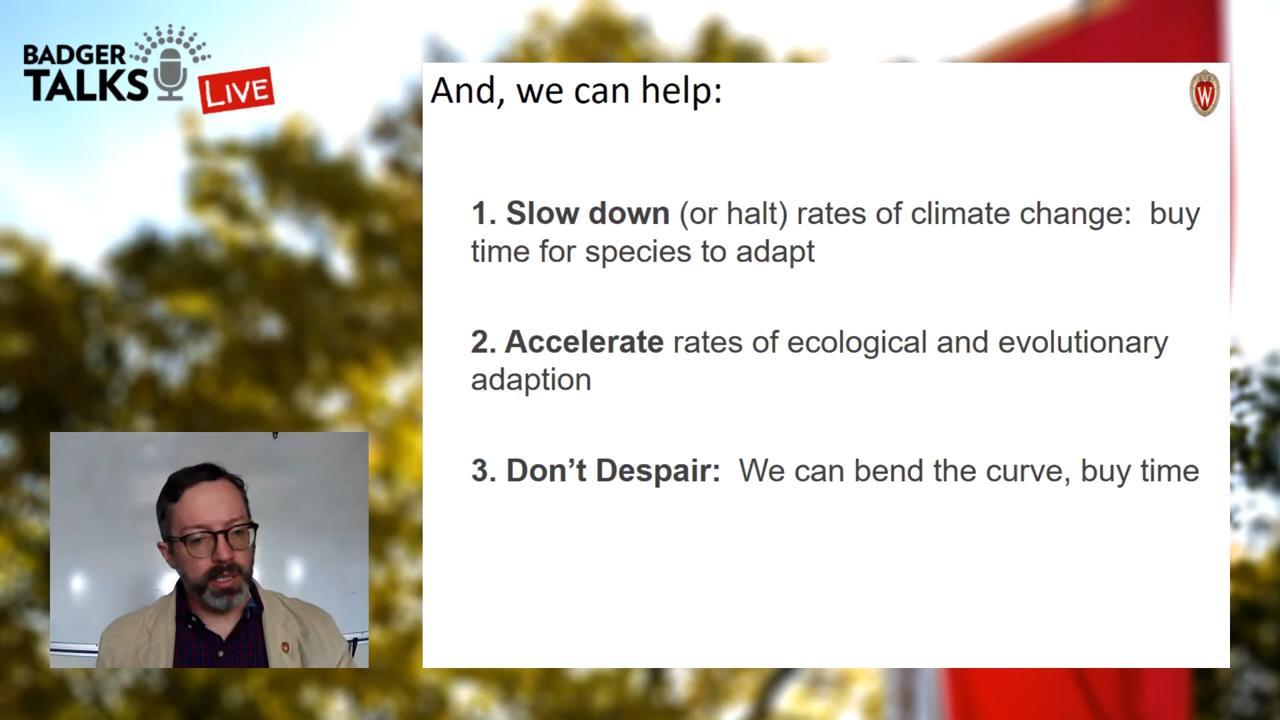 BADGER
TALKS LIVE
And, we can help:
W
1. Slow down (or halt) rates of climate change: buy
time for species to adapt
2. Accelerate rates of ecological and evolutionary
adaption
3. Don’t Despair: We can bend the curve, buy time